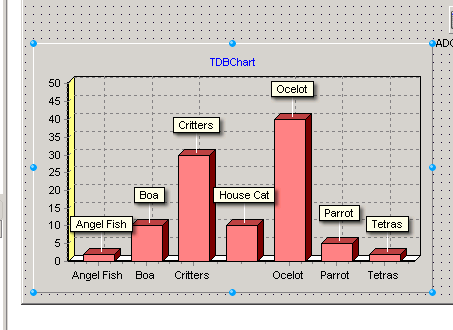 ADO
TDBChart
50
45
40
35
30
25
20
15
10
5
0
Ocelot
Critters
Boa
House Cat
Parrot
Angel Fish
Tetras
Angel Fish Boa Critters Ocelot Parrot Tetras